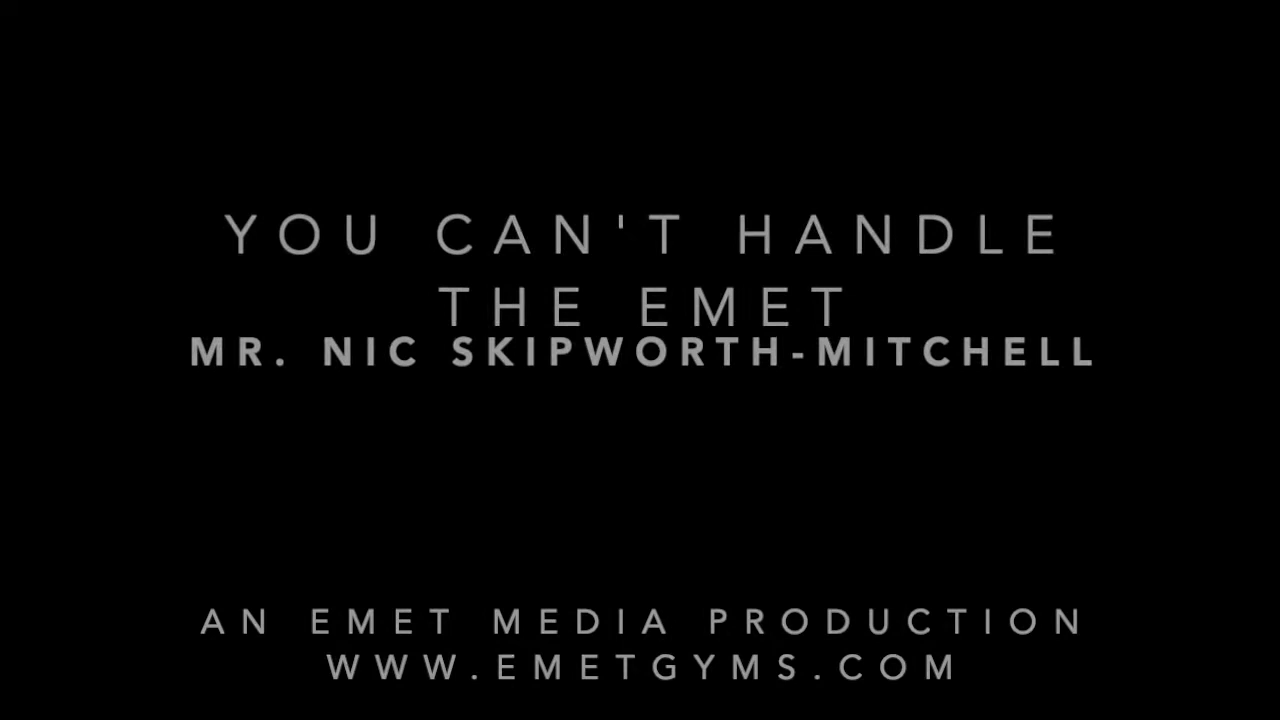 YOU CAN'T HANDLE
THE EMET
MR. NIC SKIPWORTH-MITCHELL
AN EMET MEDIA PRODUCTION
WWW.EMETGYMS.COM